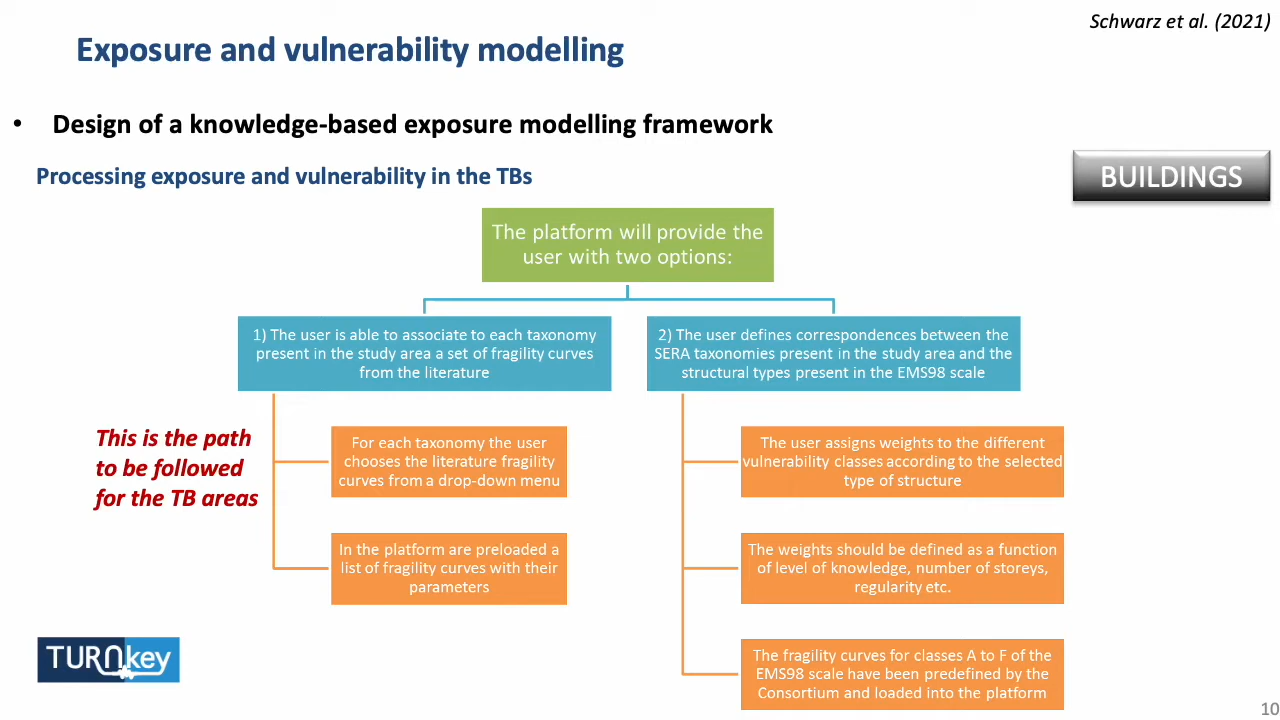 Schwarz et al. (2021)
Exposure and vulnerability modelling
• Design of a knowledge-based exposure modelling framework
Processing exposure and vulnerability in the TBs
BUILDINGS
The platform will provide the
user with two options:
1) The user is able to associate to each taxonomy
present in the study area a set of fragility curves
from the literature
2) The user defines correspondences between the
SERA taxonomies present in the study area and the
structural types present in the EMS98 scale
This is the path
to be followed
for the TB areas
For each taxonomy the user
chooses the literature fragility
curves from a drop-down menu
In the platform are preloaded a
list of fragility curves with their
parameters
The user assigns weights to the different
vulnerability classes according to the selected
type of structure
The weights should be defined as a function
of level of knowledge, number of storeys,
regularity etc.
The fragility curves for classes A to F of the
EMS98 scale have been predefined by the
Consortium and loaded into the platform
TURNkey
10